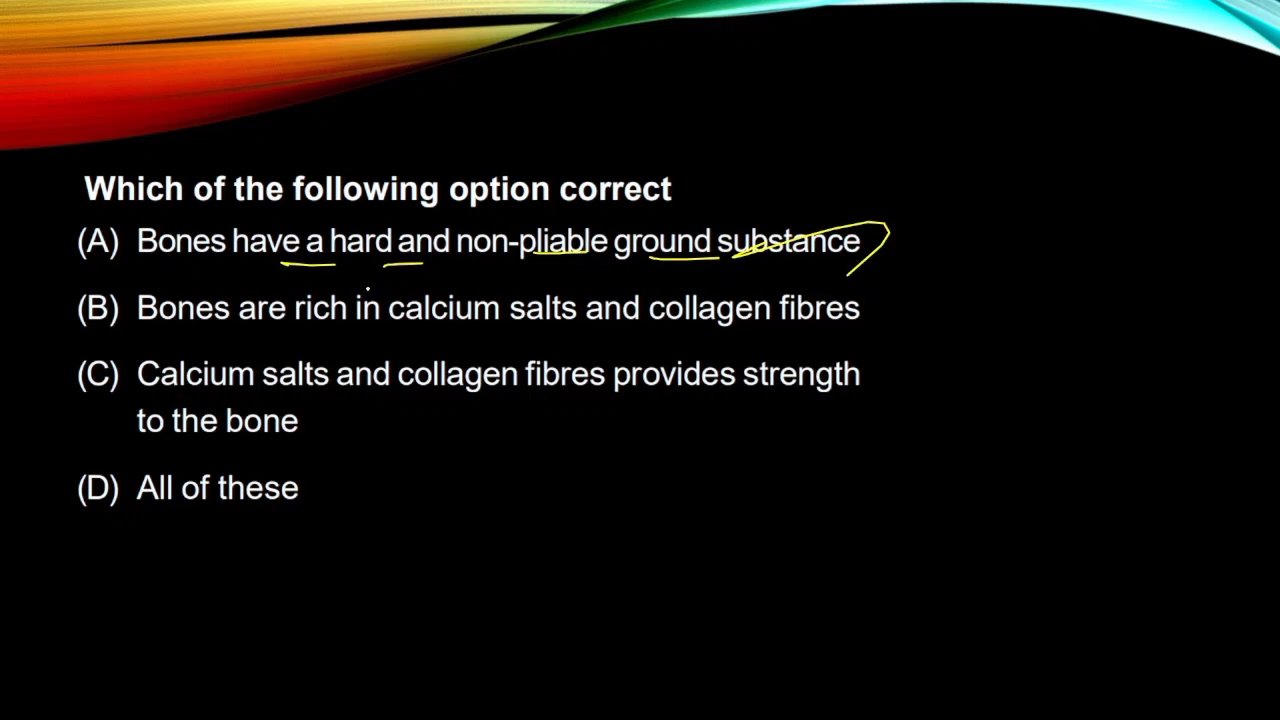 Which of the following option correct
(A) Bones have a hard and non-pliable ground substance
(B) Bones are rich in calcium salts and collagen fibres
(C) Calcium salts and collagen fibres provides strength
to the bone
(D) All of these